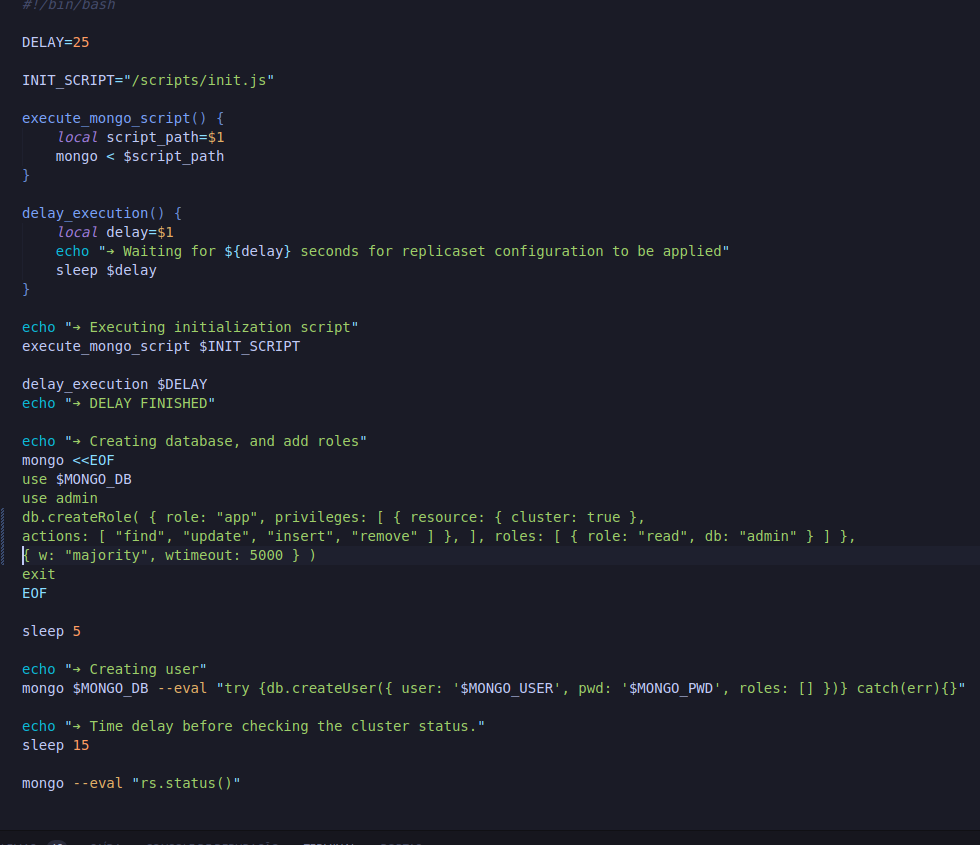 #!/bin/bash
DELAY=25
INIT_SCRIPT="/scripts/init.js"
execute_mongo_script() {
    local script_path=$1
    mongo < $script_path
}
delay_execution() {
    local delay=$1
    echo "→ Waiting for ${delay} seconds for replicaset configuration to be applied"
    sleep $delay
}
echo "→ Executing initialization script"
execute_mongo_script $INIT_SCRIPT
delay_execution $DELAY
echo "→ DELAY FINISHED"
echo "→ Creating database, and add roles"
mongo <<EOF
use $MONGO_DB
use admin
db.createRole( { role: "app", privileges: [ { resource: { cluster: true },
actions: [ "find", "update", "insert", "remove" ] }, ], roles: [ { role: "read", db: "admin" } ] },
{ w: "majority", wtimeout: 5000 } )
exit
EOF
sleep 5
echo "→ Creating user"
mongo $MONGO_DB --eval "try {db.createUser({ user: '$MONGO_USER', pwd: '$MONGO_PWD', roles: [] })} catch(err){}"
echo "→ Time delay before checking the cluster status."
sleep 15
mongo --eval "rs.status()"